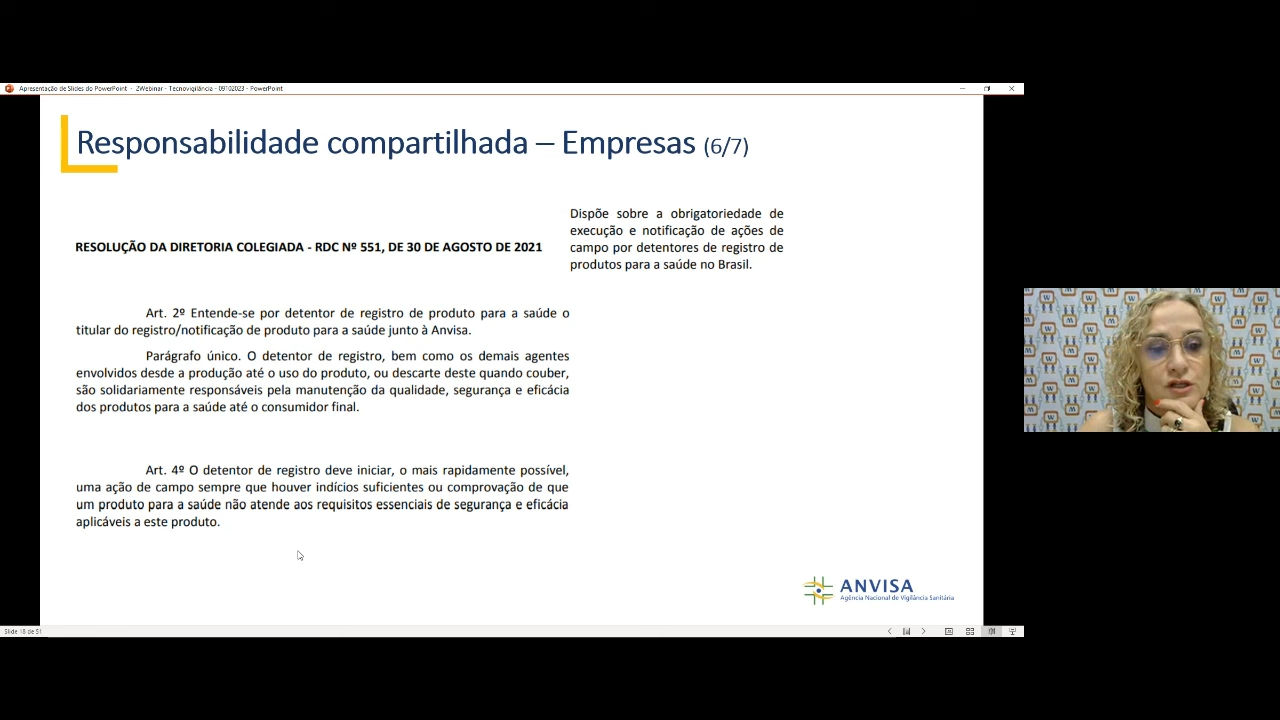 Apresentação de Slides do PowerPoint - 2Webinar - Tecnovigilância - 09102023 - PowerPoint
Responsabilidade compartilhada – Empresas (6/7)
Dispõe sobre a obrigatoriedade de
execução e notificação de ações de
campo por detentores de registro de
produtos para a saúde no Brasil.
RESOLUÇÃO DA DIRETORIA COLEGIADA - RDC Nº 551, DE 30 DE AGOSTO DE 2021
Art. 2º Entende-se por detentor de registro de produto para a saúde o
titular do registro/notificação de produto para a saúde junto à Anvisa.
Parágrafo único. O detentor de registro, bem como os demais agentes
envolvidos desde a produção até o uso do produto, ou descarte deste quando couber,
são solidariamente responsáveis pela manutenção da qualidade, segurança e eficácia
dos produtos para a saúde até o consumidor final.
Art. 4º O detentor de registro deve iniciar, o mais rapidamente possível,
uma ação de campo sempre que houver indícios suficientes ou comprovação de que
um produto para a saúde não atende aos requisitos essenciais de segurança e eficácia
aplicáveis a este produto.
ANVISA
Agência Nacional de Vigilância Sanitária
Slide 18 de 51